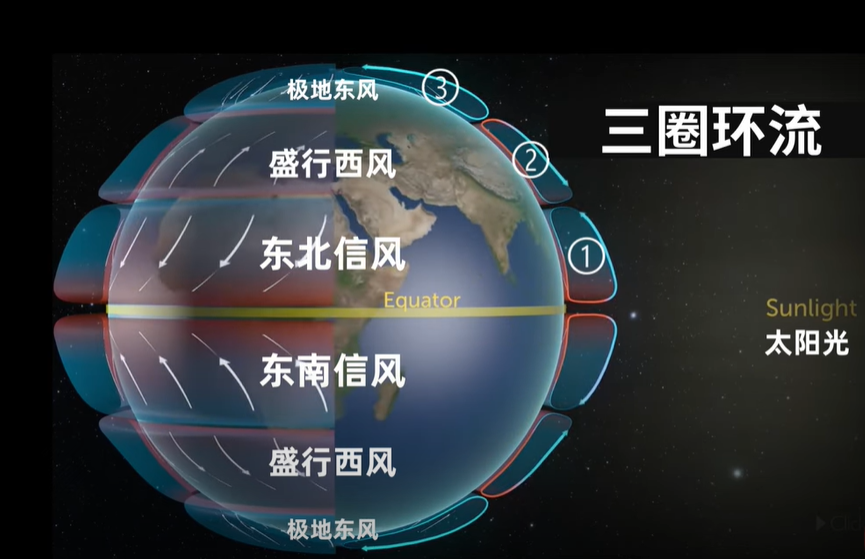 极地东风
③
三圈环流
盛行西风
②
东北信风
①
Equator
Sunlight
太阳光
东南信风
盛行西风
极地东风